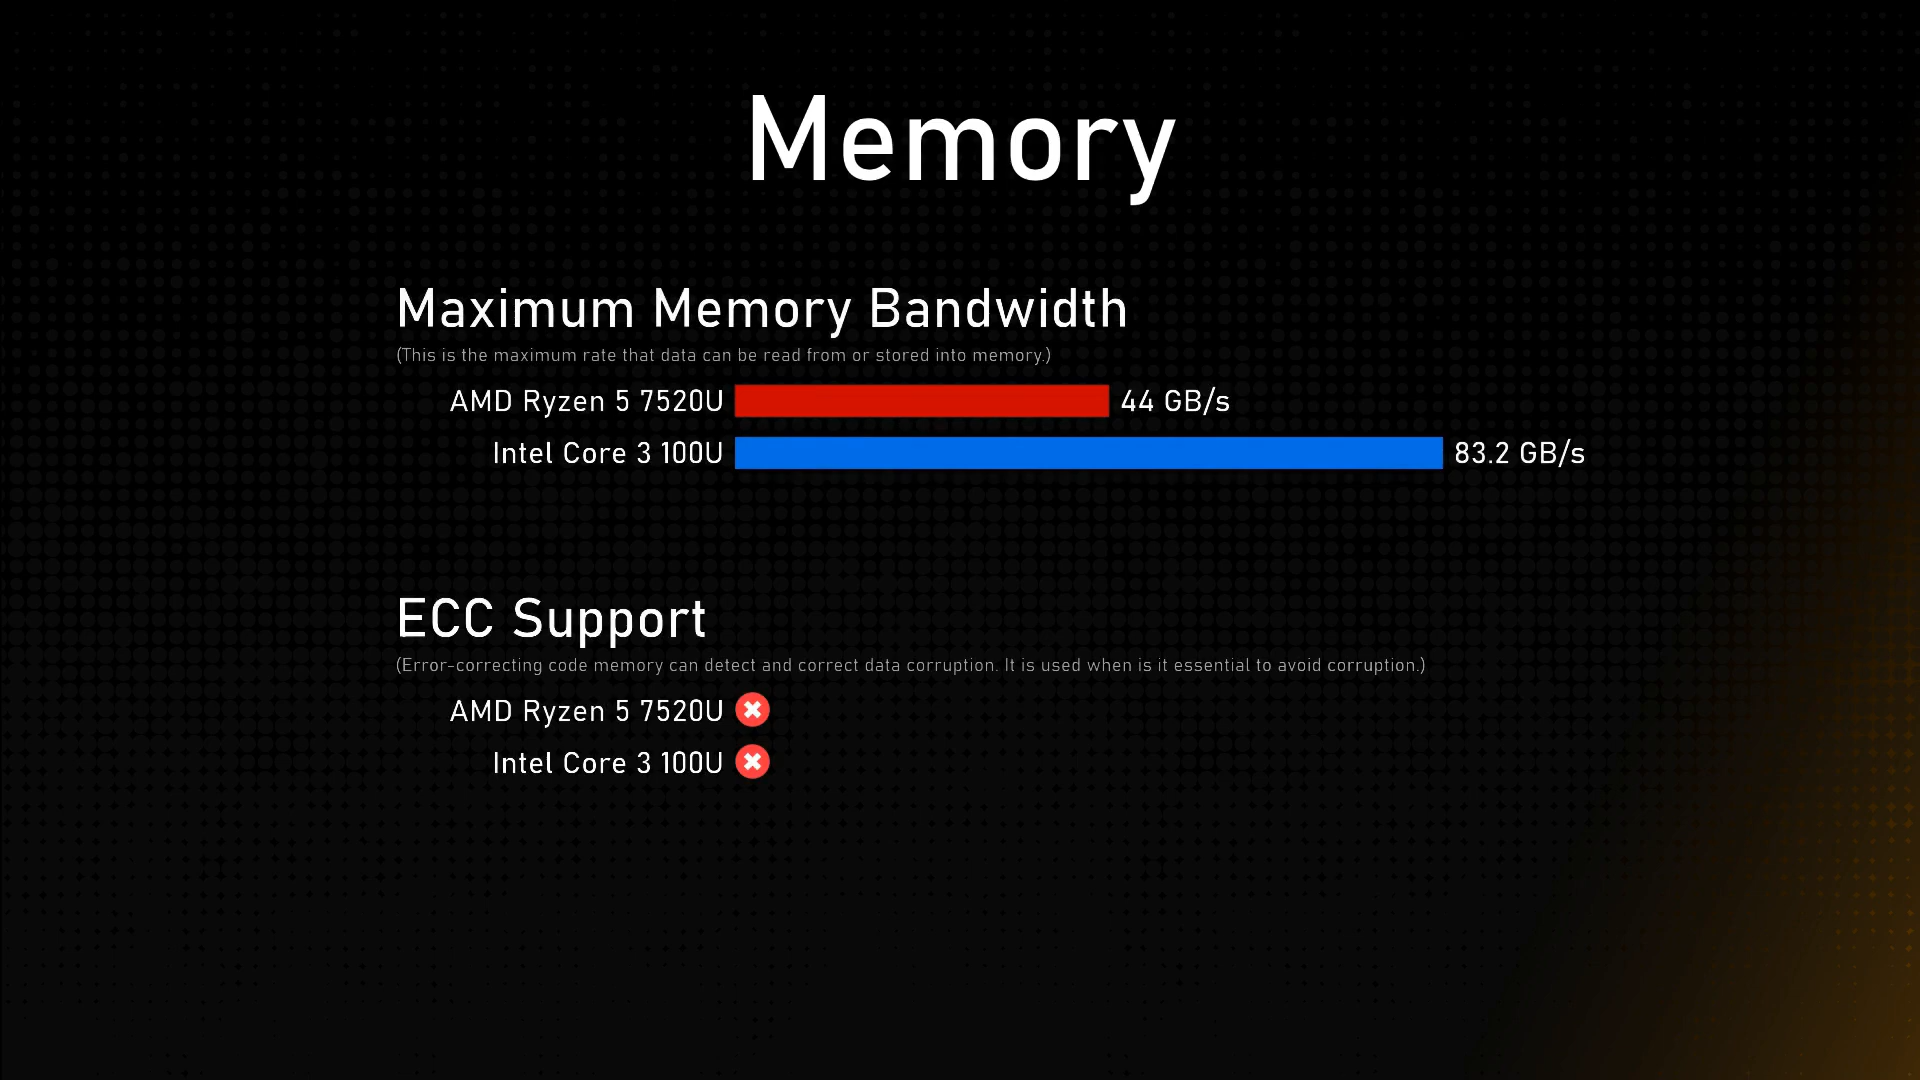 Memory
Maximum Memory Bandwidth
(This is the maximum rate that data can be read from or stored into memory.)
AMD Ryzen 5 7520U 44 GB/s
Intel Core 3 100U 83.2 GB/s
ECC Support
(Error-correcting code memory can detect and correct data corruption. It is used when is it essential to avoid corruption.)
AMD Ryzen 5 7520U
Intel Core 3 100U